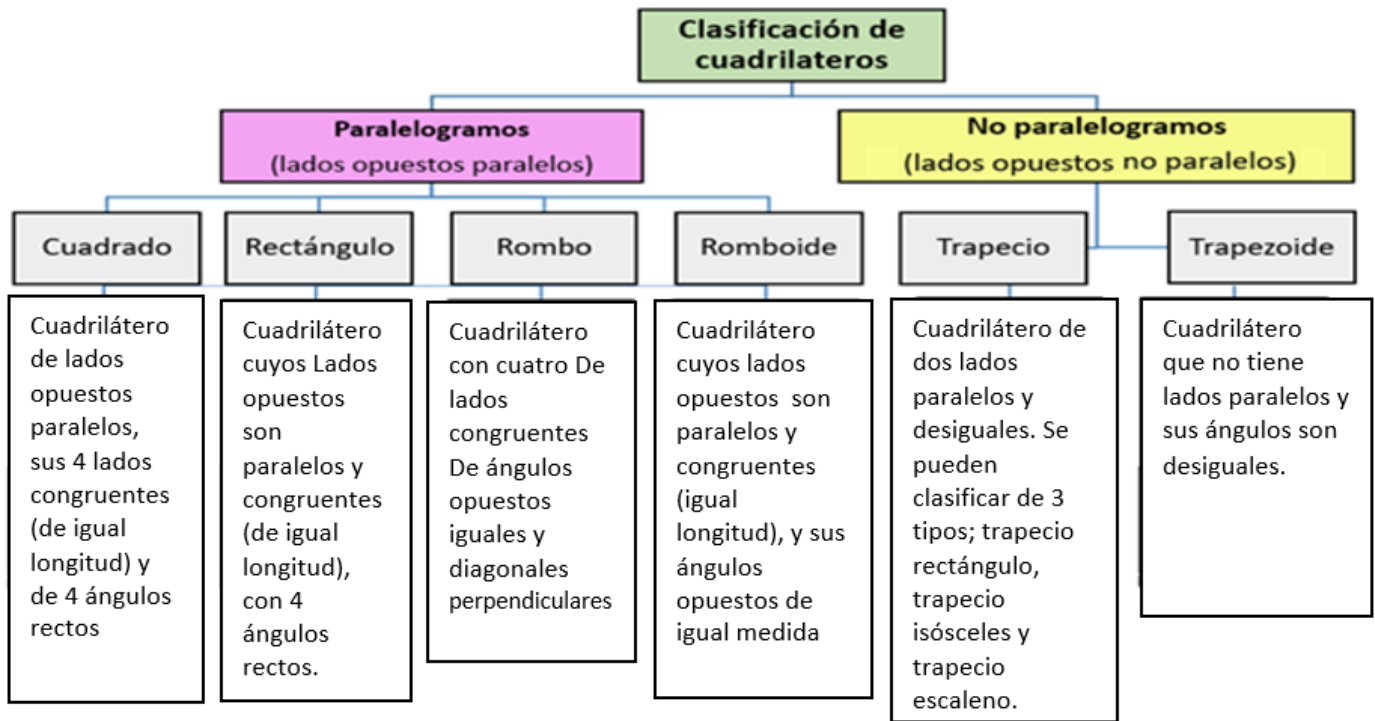 Clasificación de
cuadrilateros
Paralelogramos
(lados opuestos paralelos)
No paralelogramos
(lados opuestos no paralelos)
Cuadrado
Rectángulo
Rombo
Romboide
Trapecio
Trapezoide
Cuadrilátero
de lados
opuestos
paralelos,
sus 4 lados
congruentes
(de igual
longitud) y
de 4 ángulos
rectos
Cuadrilátero
cuyos Lados
opuestos
son
paralelos y
congruentes
(de igual
longitud),
con 4
ángulos
rectos.
Cuadrilátero
con cuatro De
lados
congruentes
De ángulos
opuestos
iguales y
diagonales
perpendiculares
Cuadrilátero
cuyos lados
opuestos son
paralelos y
congruentes
(igual
longitud), y sus
ángulos
opuestos de
igual medida
Cuadrilátero de
dos lados
paralelos y
desiguales. Se
pueden
clasificar de 3
tipos; trapecio
rectángulo,
trapecio
isósceles y
trapecio
escaleno.
Cuadrilátero
que no tiene
lados paralelos y
sus ángulos son
desiguales.